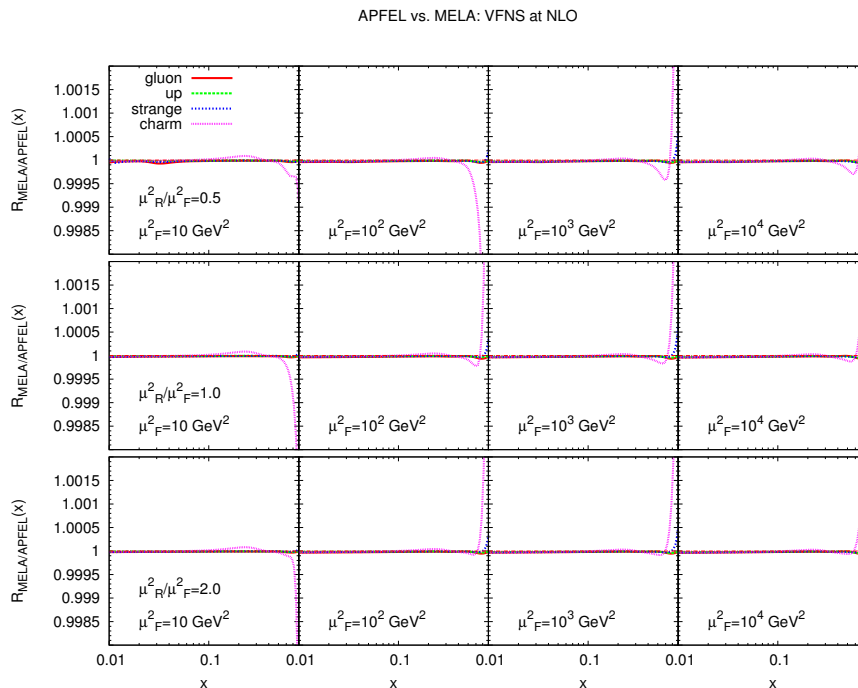 APFEL vs. MELA: VFNS at NLO
R_MELA/APFEL(x)
1.0015
1.001
1.0005
1
0.9995
0.999
0.9985
gluon
up
strange
charm
μ²_R/μ²_F=0.5
μ²_F=10 GeV²
μ²_F=10² GeV²
μ²_F=10³ GeV²
μ²_F=10⁴ GeV²
R_MELA/APFEL(x)
1.0015
1.001
1.0005
1
0.9995
0.999
0.9985
μ²_R/μ²_F=1.0
μ²_F=10 GeV²
μ²_F=10² GeV²
μ²_F=10³ GeV²
μ²_F=10⁴ GeV²
R_MELA/APFEL(x)
1.0015
1.001
1.0005
1
0.9995
0.999
0.9985
μ²_R/μ²_F=2.0
μ²_F=10 GeV²
μ²_F=10² GeV²
μ²_F=10³ GeV²
μ²_F=10⁴ GeV²
0.01 0.1 0.01 0.1 0.01 0.1 0.01 0.1
x x x x